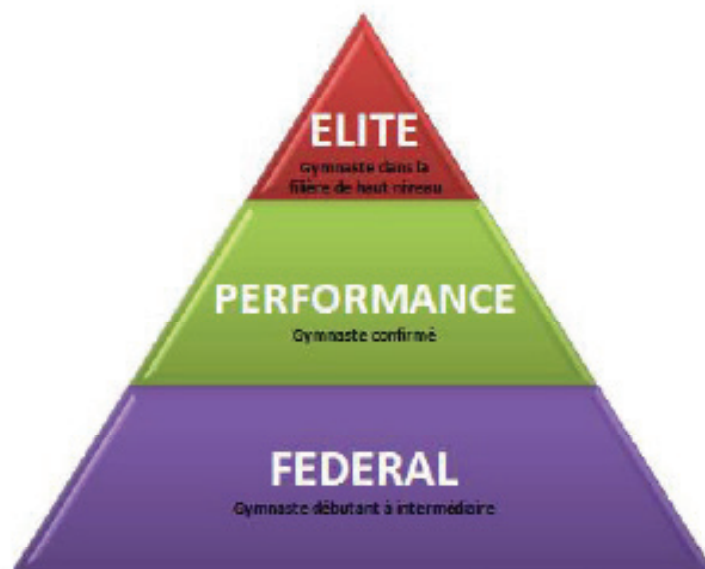 ELITE
Gymnaste dans la
filière de haut niveau
PERFORMANCE
Gymnaste confirmé
FEDERAL
Gymnaste débutant à intermédiaire